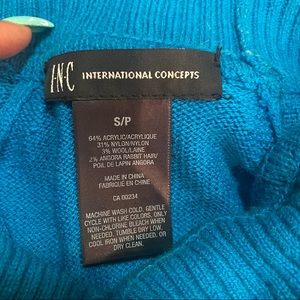 I·N·C INTERNATIONAL CONCEPTS
S/P
64% ACRYLIC/ACRYLIQUE
31% NYLON/NYLON
3% WOOL/LAINE
2% ANGORA RABBIT HAIR/
POIL DE LAPIN ANGORA
MADE IN CHINA
FABRIQUÉ EN CHINE
CA 00234
MACHINE WASH COLD, GENTLE
CYCLE WITH LIKE COLORS. ONLY
NON-CHLORINE BLEACH WHEN
NEEDED. TUMBLE DRY LOW.
COOL IRON WHEN NEEDED. OR
DRY CLEAN.